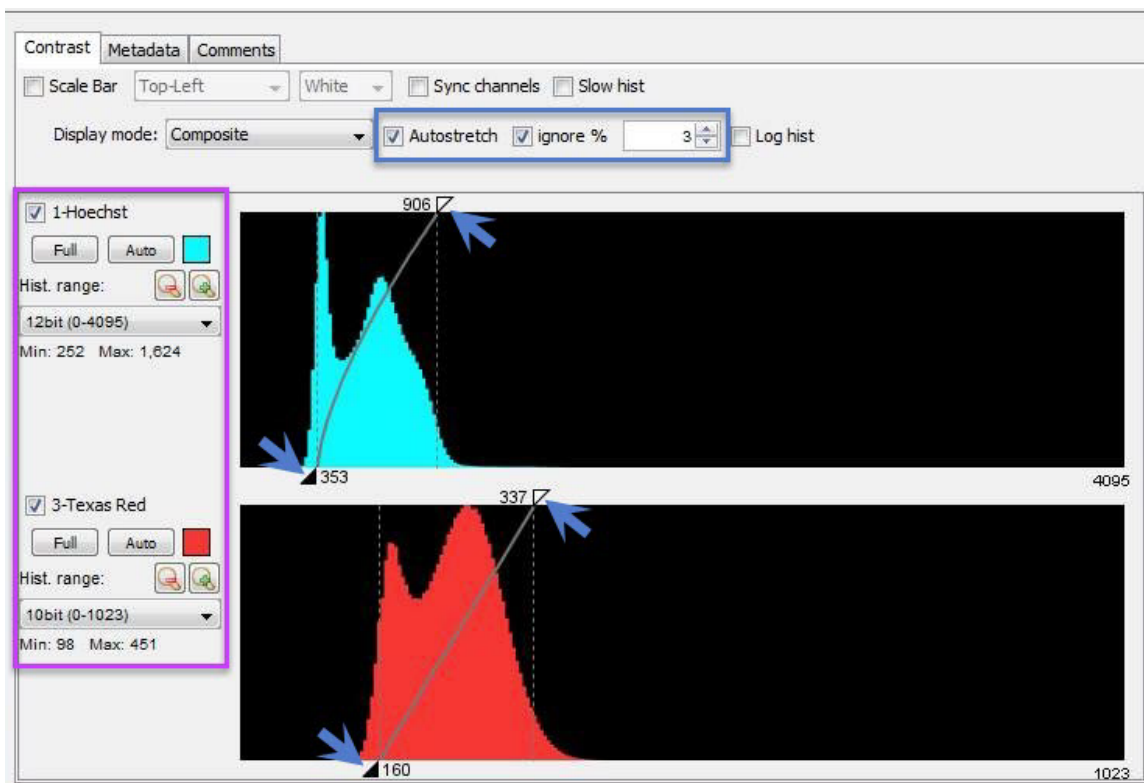 Contrast Metadata Comments
Scale Bar Top-Left White Sync channels Slow hist
Display mode: Composite Autostretch ignore % 3 Log hist
1-Hoechst
Full Auto
Hist. range:
12bit (0-4095)
Min: 252 Max: 1,624
906
353
4095
3-Texas Red
Full Auto
Hist. range:
10bit (0-1023)
Min: 98 Max: 451
337
160
1023